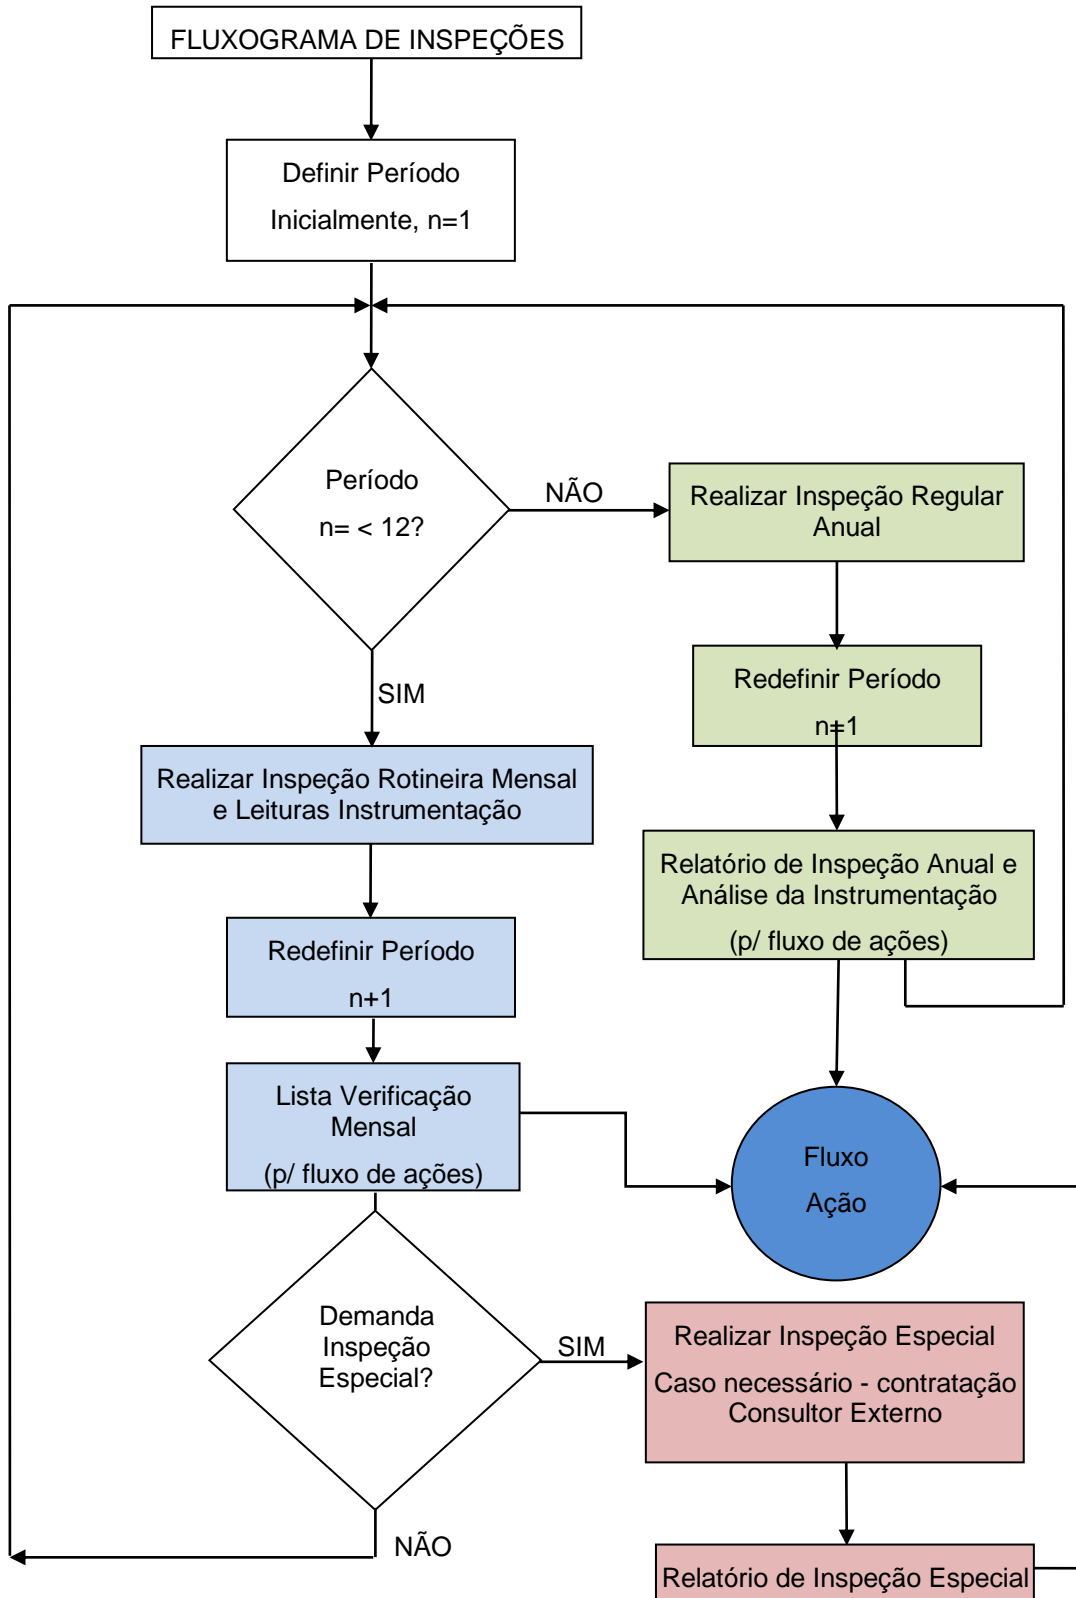 FLUXOGRAMA DE INSPEÇÕES
Definir Período
Inicialmente, n=1
Período
n= < 12?
NÃO
Realizar Inspeção Regular
Anual
SIM
Redefinir Período
n=1
Realizar Inspeção Rotineira Mensal
e Leituras Instrumentação
Relatório de Inspeção Anual e
Análise da Instrumentação
(p/ fluxo de ações)
Redefinir Período
n+1
Lista Verificação
Mensal
(p/ fluxo de ações)
Fluxo
Ação
Demanda
Inspeção
Especial?
SIM
Realizar Inspeção Especial
Caso necessário - contratação
Consultor Externo
NÃO
Relatório de Inspeção Especial